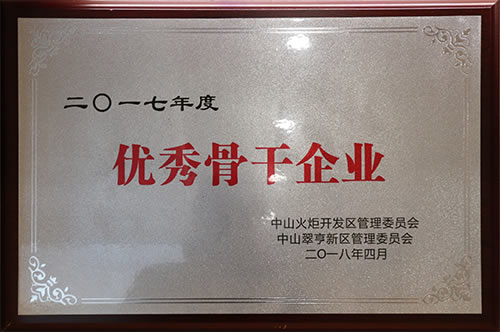 二〇一七年度
优秀骨干企业
中山火炬开发区管理委员会
中山翠亨新区管理委员会
二〇一八年四月